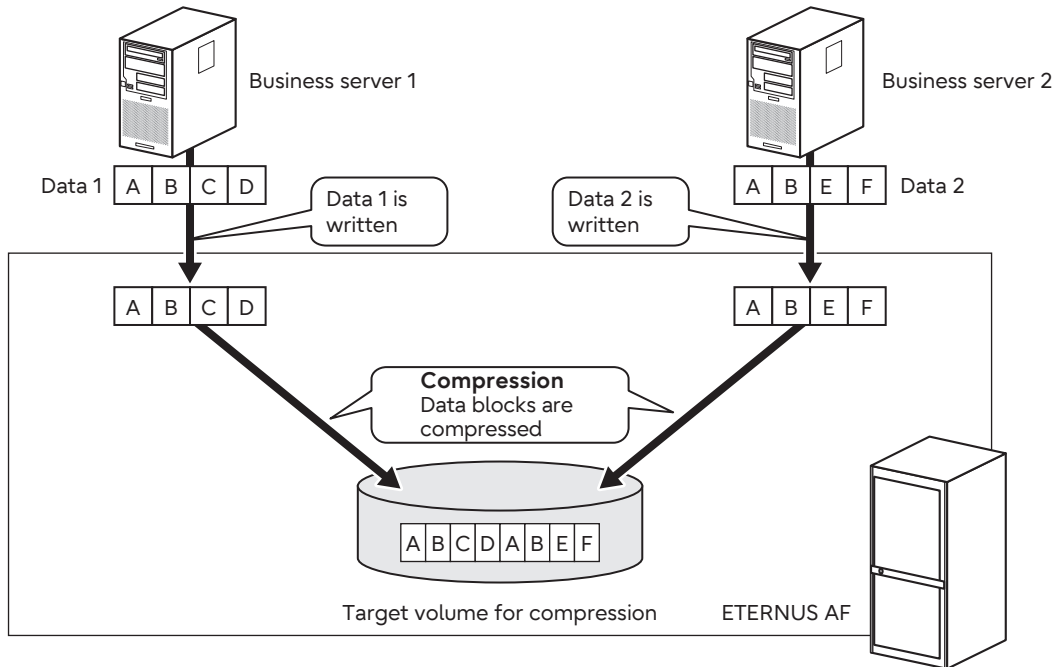 Business server 1
Business server 2
Data 1 A B C D
A B E F Data 2
Data 1 is
written
Data 2 is
written
A B C D
A B E F
Compression
Data blocks are
compressed
A B C D A B E F
Target volume for compression
ETERNUS AF